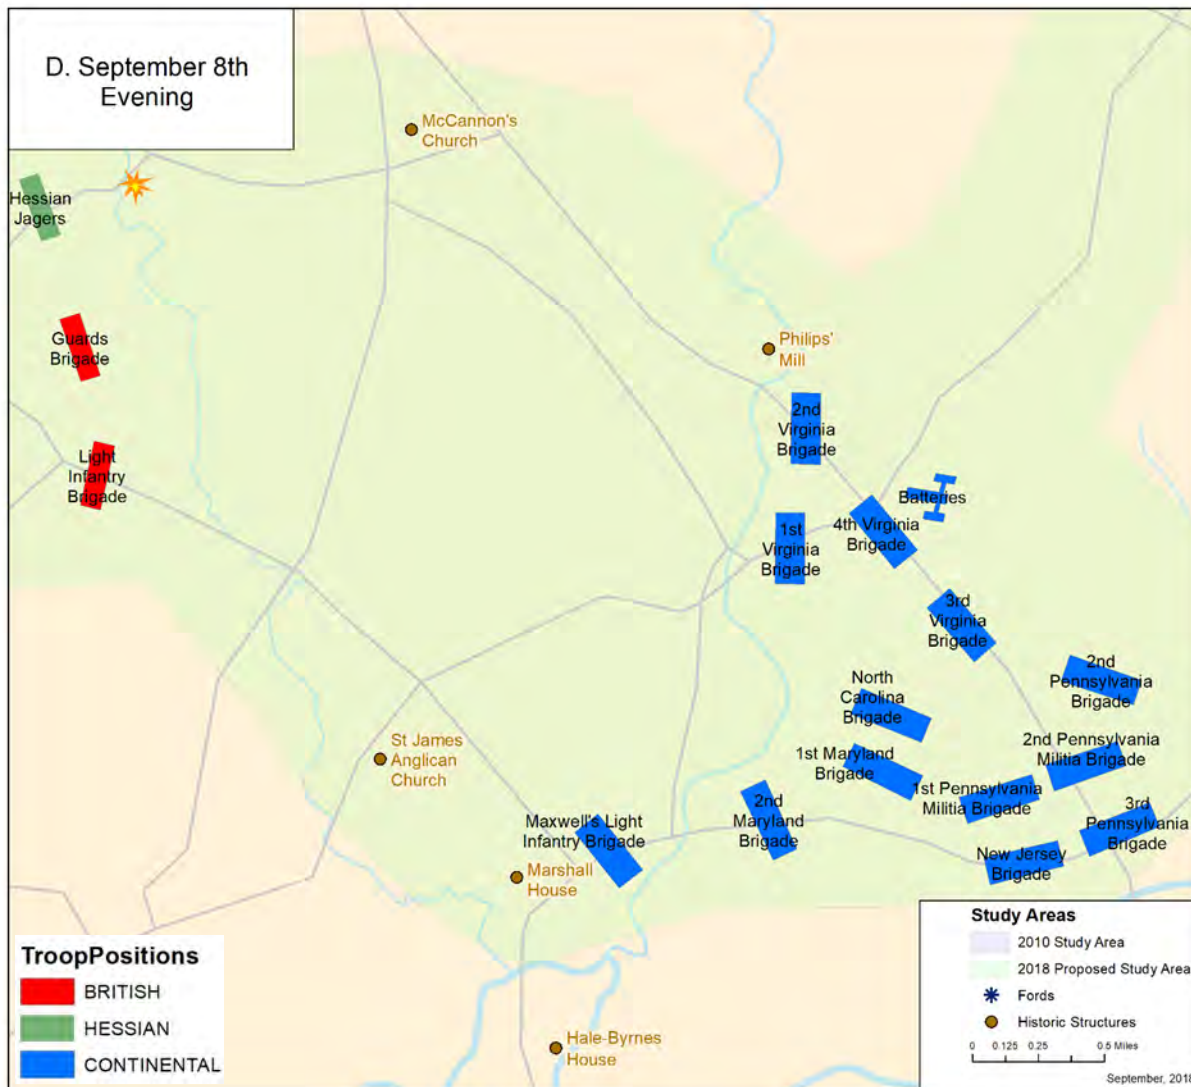 D. September 8th
Evening
McCannon's
Church
Hessian
Jagers
Guards
Brigade
Philips'
Mill
2nd
Virginia
Brigade
Light
Infantry
Brigade
Batteries
4th Virginia
Brigade
1st
Virginia
Brigade
3rd
Virginia
Brigade
2nd
Pennsylvania
Brigade
North
Carolina
Brigade
2nd Pennsylvania
Militia Brigade
St James
Anglican
Church
1st Maryland
Brigade
1st Pennsylvania
Militia Brigade
2nd
Maryland
Brigade
3rd
Pennsylvania
Brigade
Maxwell's Light
Infantry Brigade
New Jersey
Brigade
Marshall
House
Hale-Byrnes
House
TroopPositions
BRITISH
HESSIAN
CONTINENTAL
Study Areas
2010 Study Area
2018 Proposed Study Area
Fords
Historic Structures
0 0.125 0.25 0.5 Miles
September, 2018